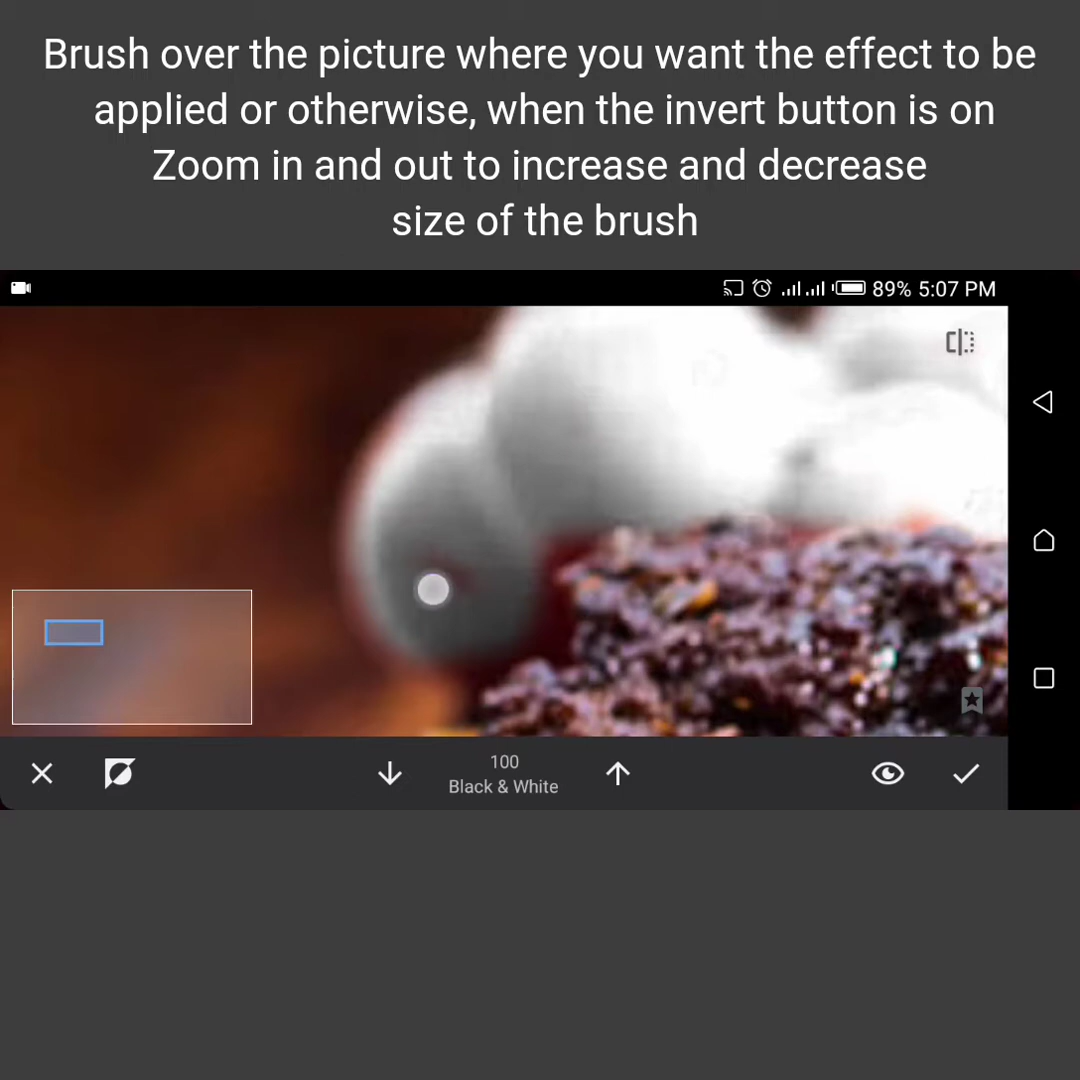 Brush over the picture where you want the effect to be
applied or otherwise, when the invert button is on
Zoom in and out to increase and decrease
size of the brush
89% 5:07 PM
100
Black & White